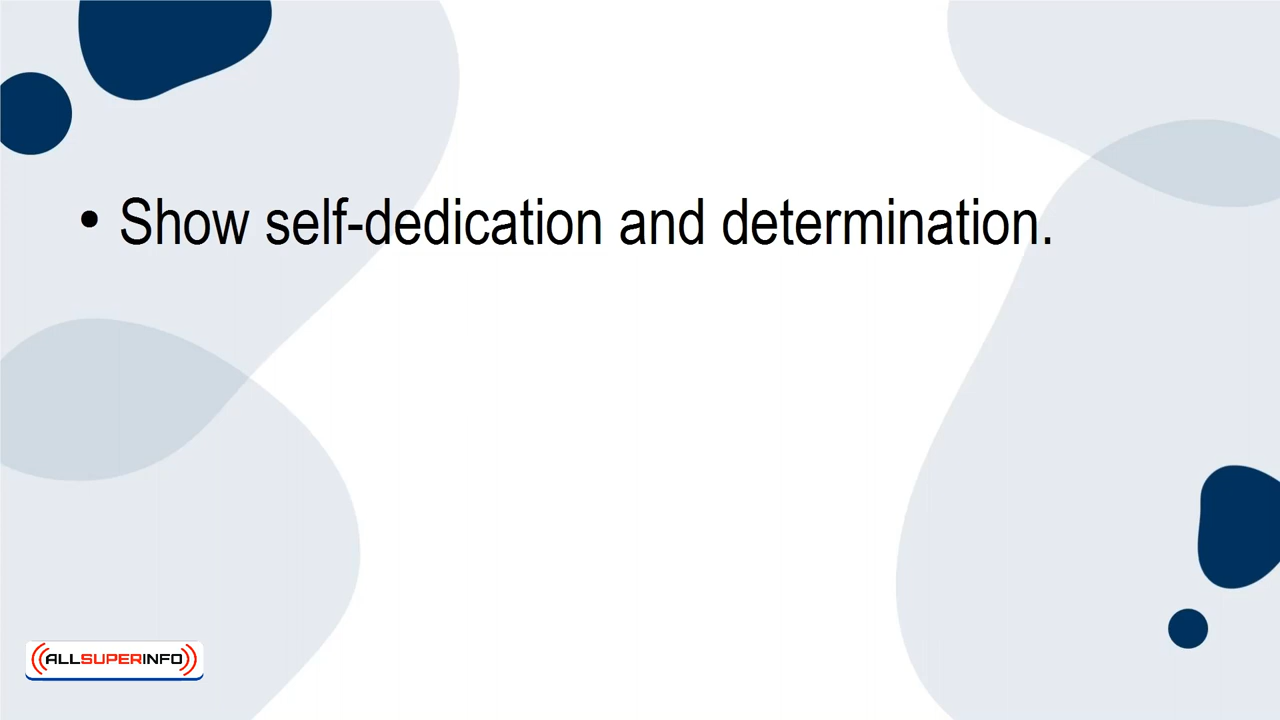 • Show self-dedication and determination.
ALLSUPERINFO